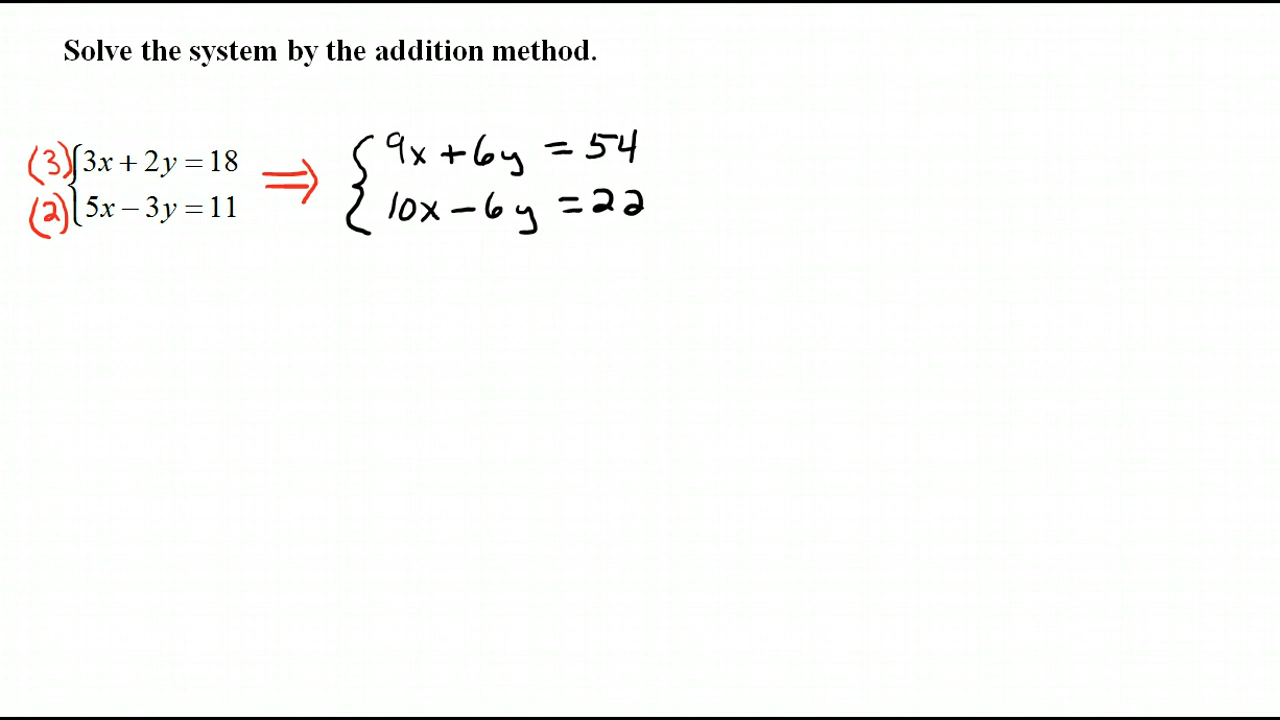 Solve the system by the addition method.
(3) { 3x + 2y = 18 ⟹ { 9x + 6y = 54
(2) { 5x − 3y = 11 { 10x − 6y = 22